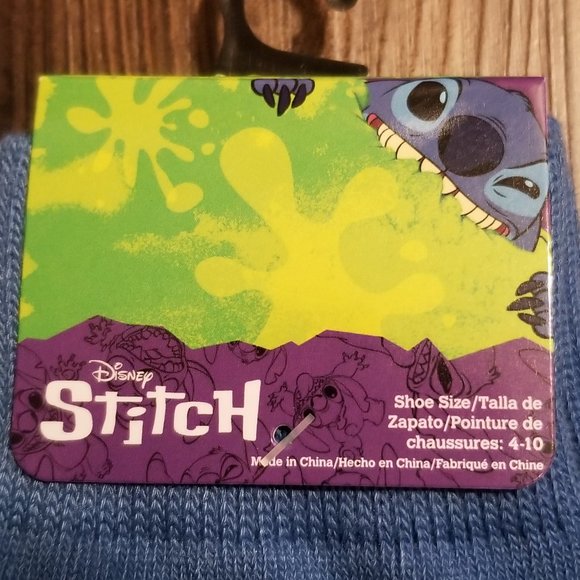 Disney
Stitch
Shoe Size/Talla de
Zapato/Pointure de
chaussures: 4-10
Made in China/Hecho en China/Fabriqué en Chine